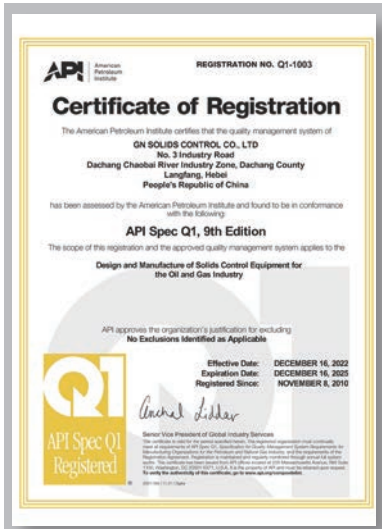 API
American
Petroleum
Institute
REGISTRATION NO. Q1-1003
Certificate of Registration
The American Petroleum Institute certifies that the quality management system of
GN SOLIDS CONTROL CO., LTD
No. 3 Industry Road
Dachang Chaobai River Industry Zone, Dachang County
Langfang, Hebei
People's Republic of China
has been assessed by the American Petroleum Institute and found to be in conformance
with the following:
API Spec Q1, 9th Edition
The scope of this registration and the approved quality management system applies to the
Design and Manufacture of Solids Control Equipment for
the Oil and Gas Industry
API approves the organization's justification for excluding
No Exclusions Identified as Applicable
Effective Date: DECEMBER 16, 2022
Expiration Date: DECEMBER 16, 2025
Registered Since: NOVEMBER 8, 2010
Q1
API Spec Q1
Registered
®
Senior Vice President of Global Industry Services